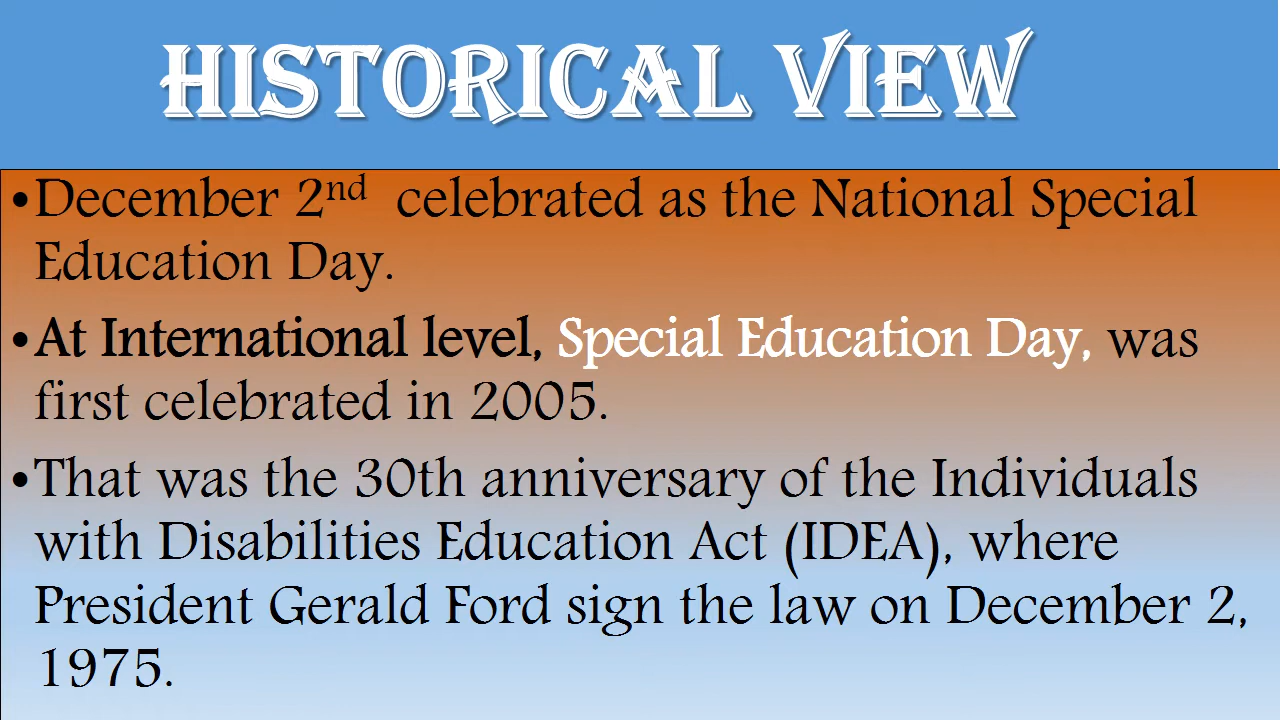 HISTORICAL VIEW
•December 2nd celebrated as the National Special
Education Day.
•At International level, Special Education Day, was
first celebrated in 2005.
•That was the 30th anniversary of the Individuals
with Disabilities Education Act (IDEA), where
President Gerald Ford sign the law on December 2,
1975.